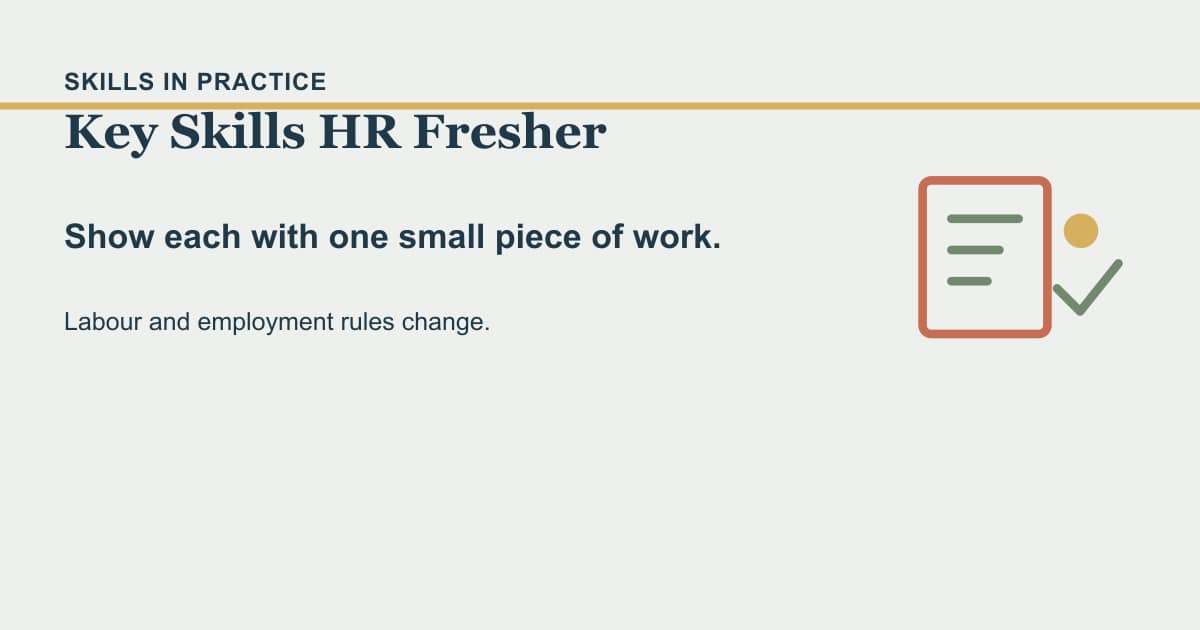 SKILLS IN PRACTICE
Key Skills HR Fresher
Show each with one small piece of work.
Labour and employment rules change.